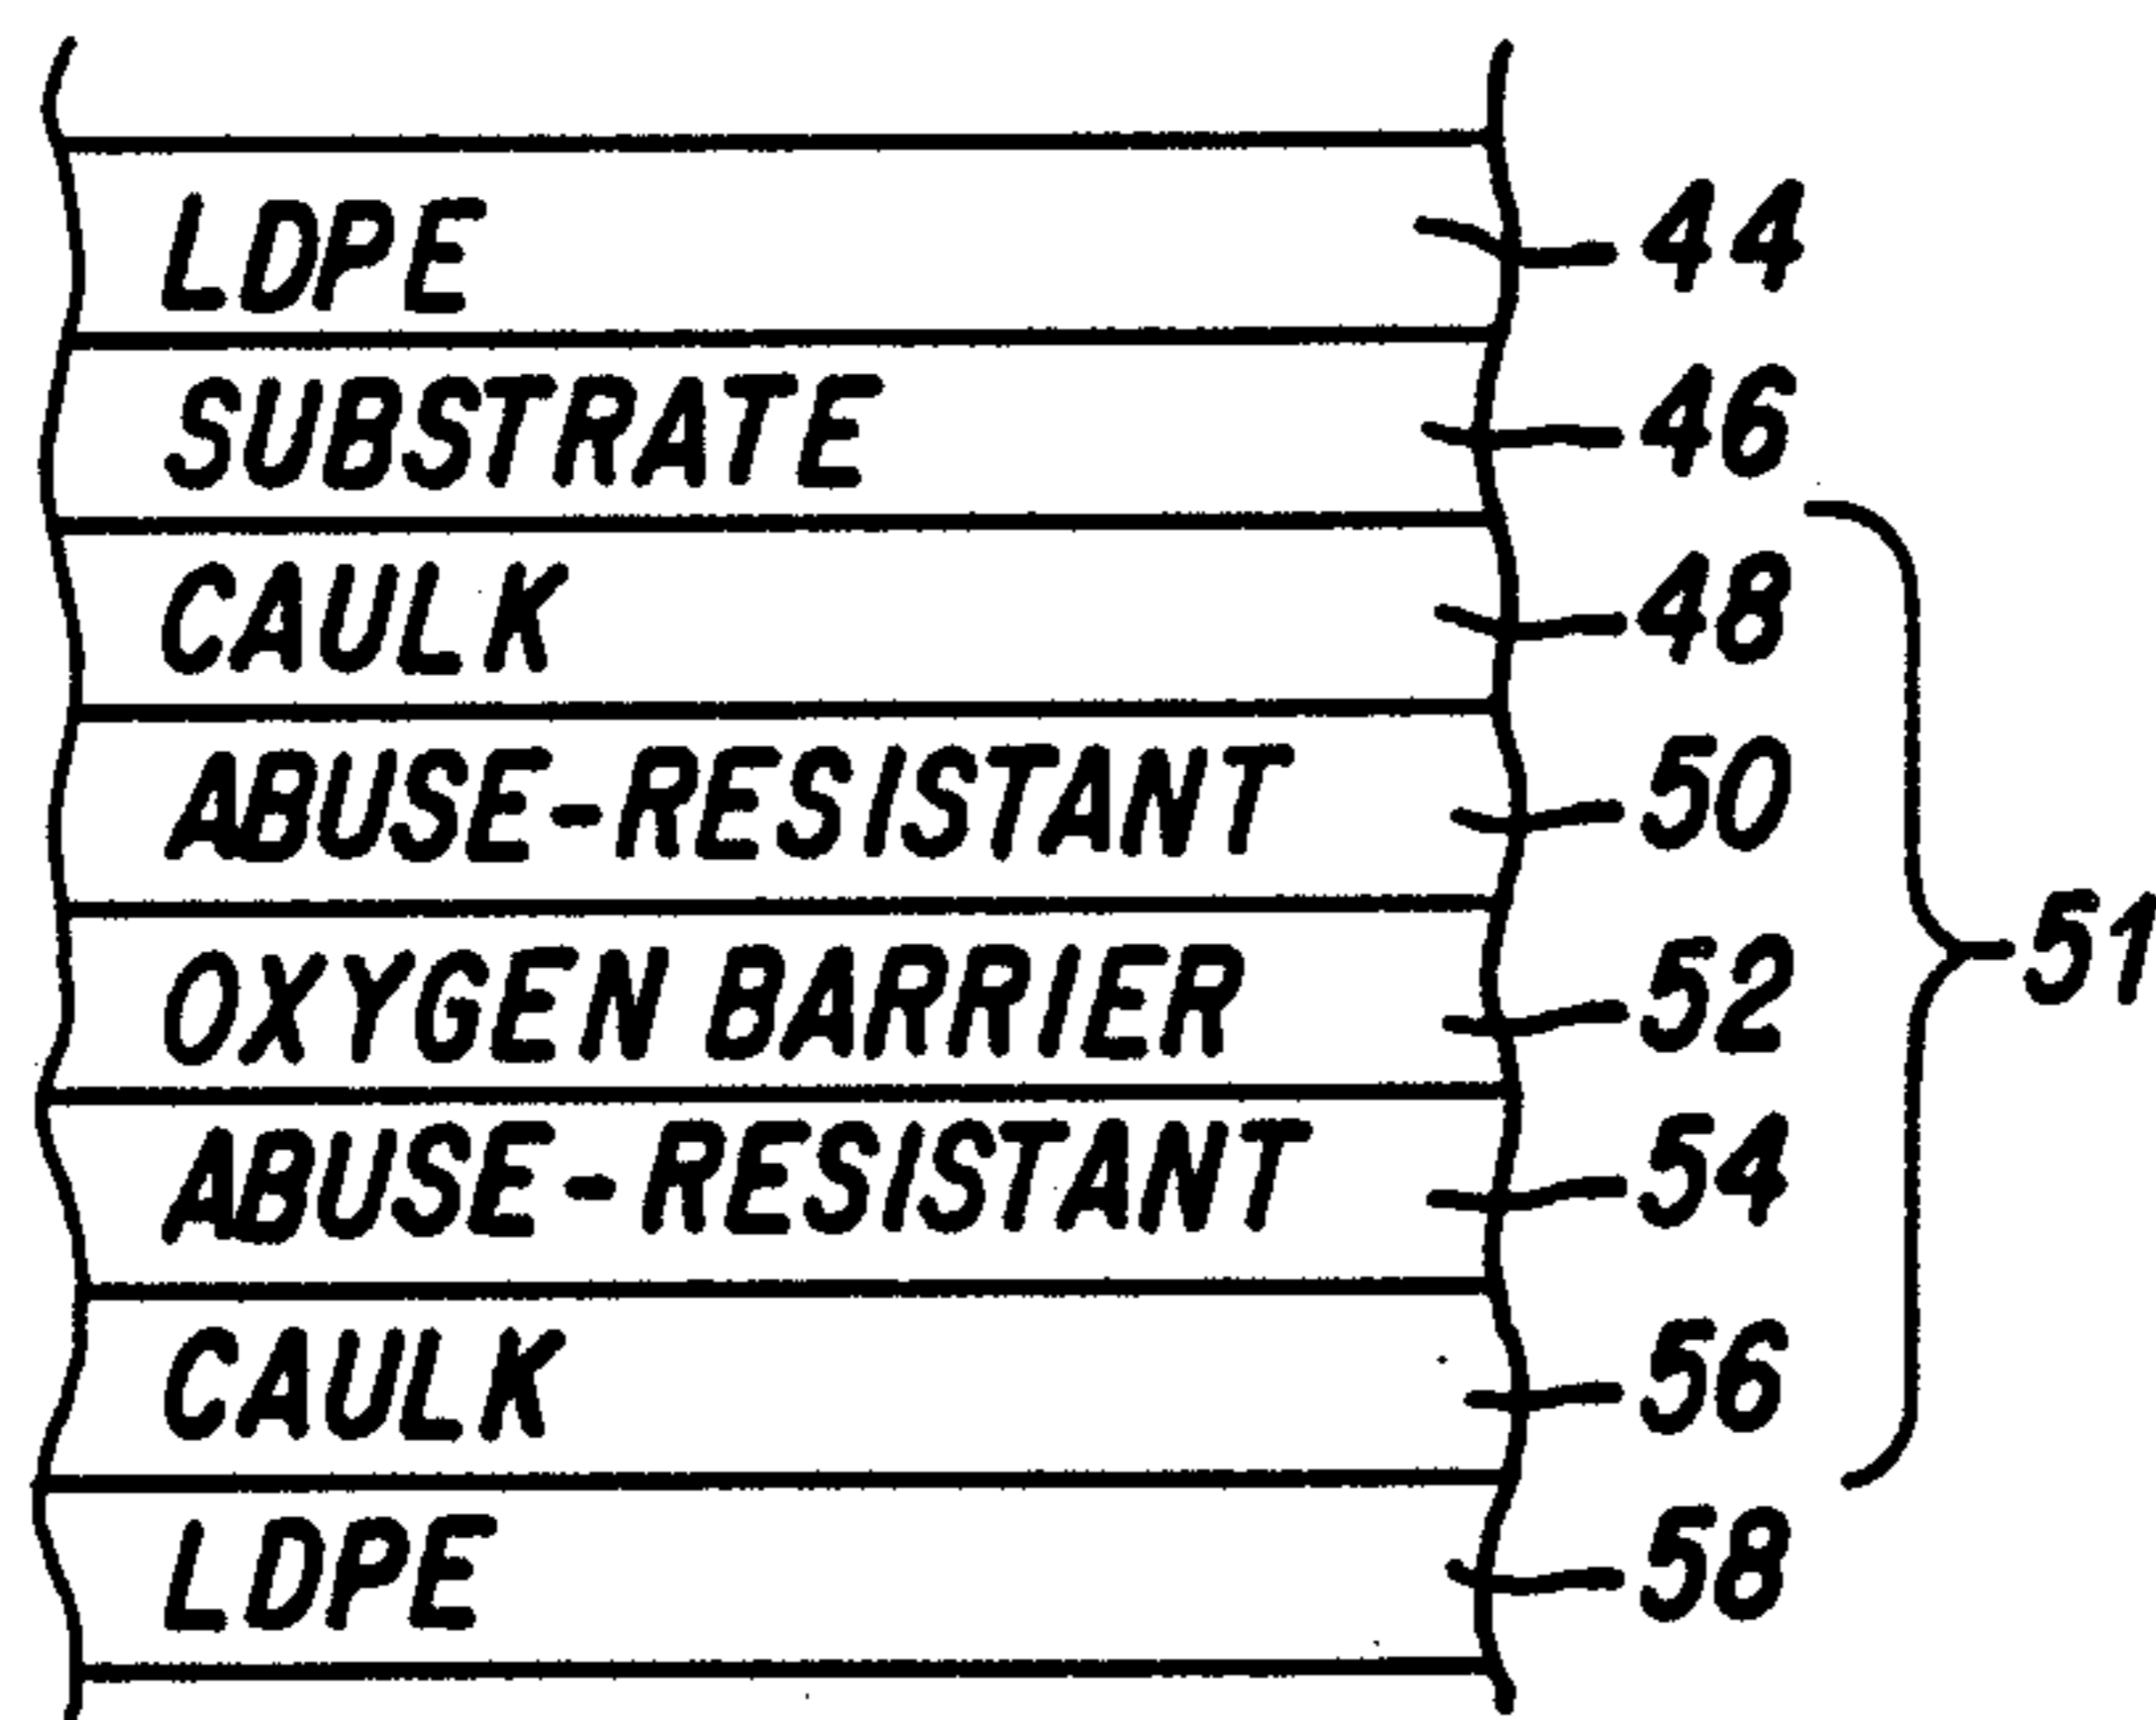 LDPE 44
SUBSTRATE 46
CAULK 48
ABUSE-RESISTANT 50
51
OXYGEN BARRIER 52
ABUSE-RESISTANT 54
CAULK 56
LDPE 58